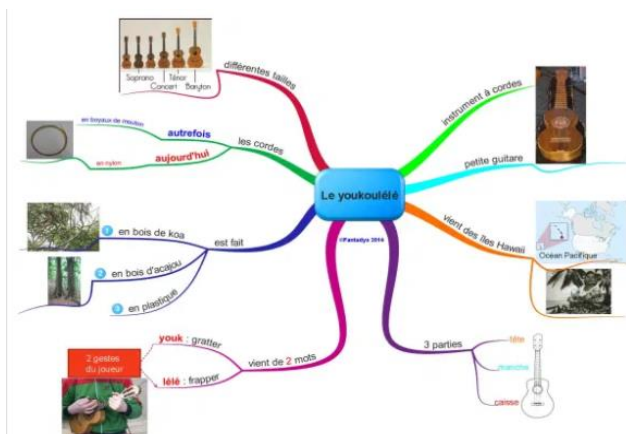 Le youkoulélé
©Fantadys 2014
différentes tailles
Soprano
Ténor
Concert
Baryton
les cordes
autrefois
en boyaux de mouton
aujourd'hui
en nylon
est fait
1 en bois de koa
2 en bois d'acajou
3 en plastique
vient de 2 mots
youk : gratter
lélé : frapper
2 gestes
du joueur
instrument à cordes
petite guitare
vient des îles Hawaii
Océan Pacifique
3 parties
tête
manche
caisse